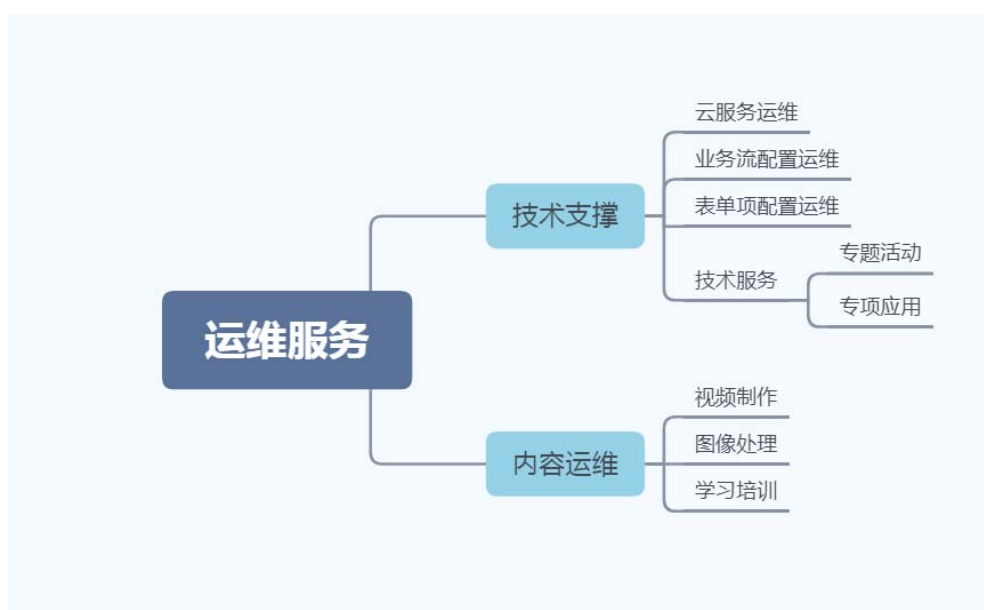 运维服务
技术支撑
云服务运维
业务流配置运维
表单项配置运维
技术服务
专题活动
专项应用
内容运维
视频制作
图像处理
学习培训